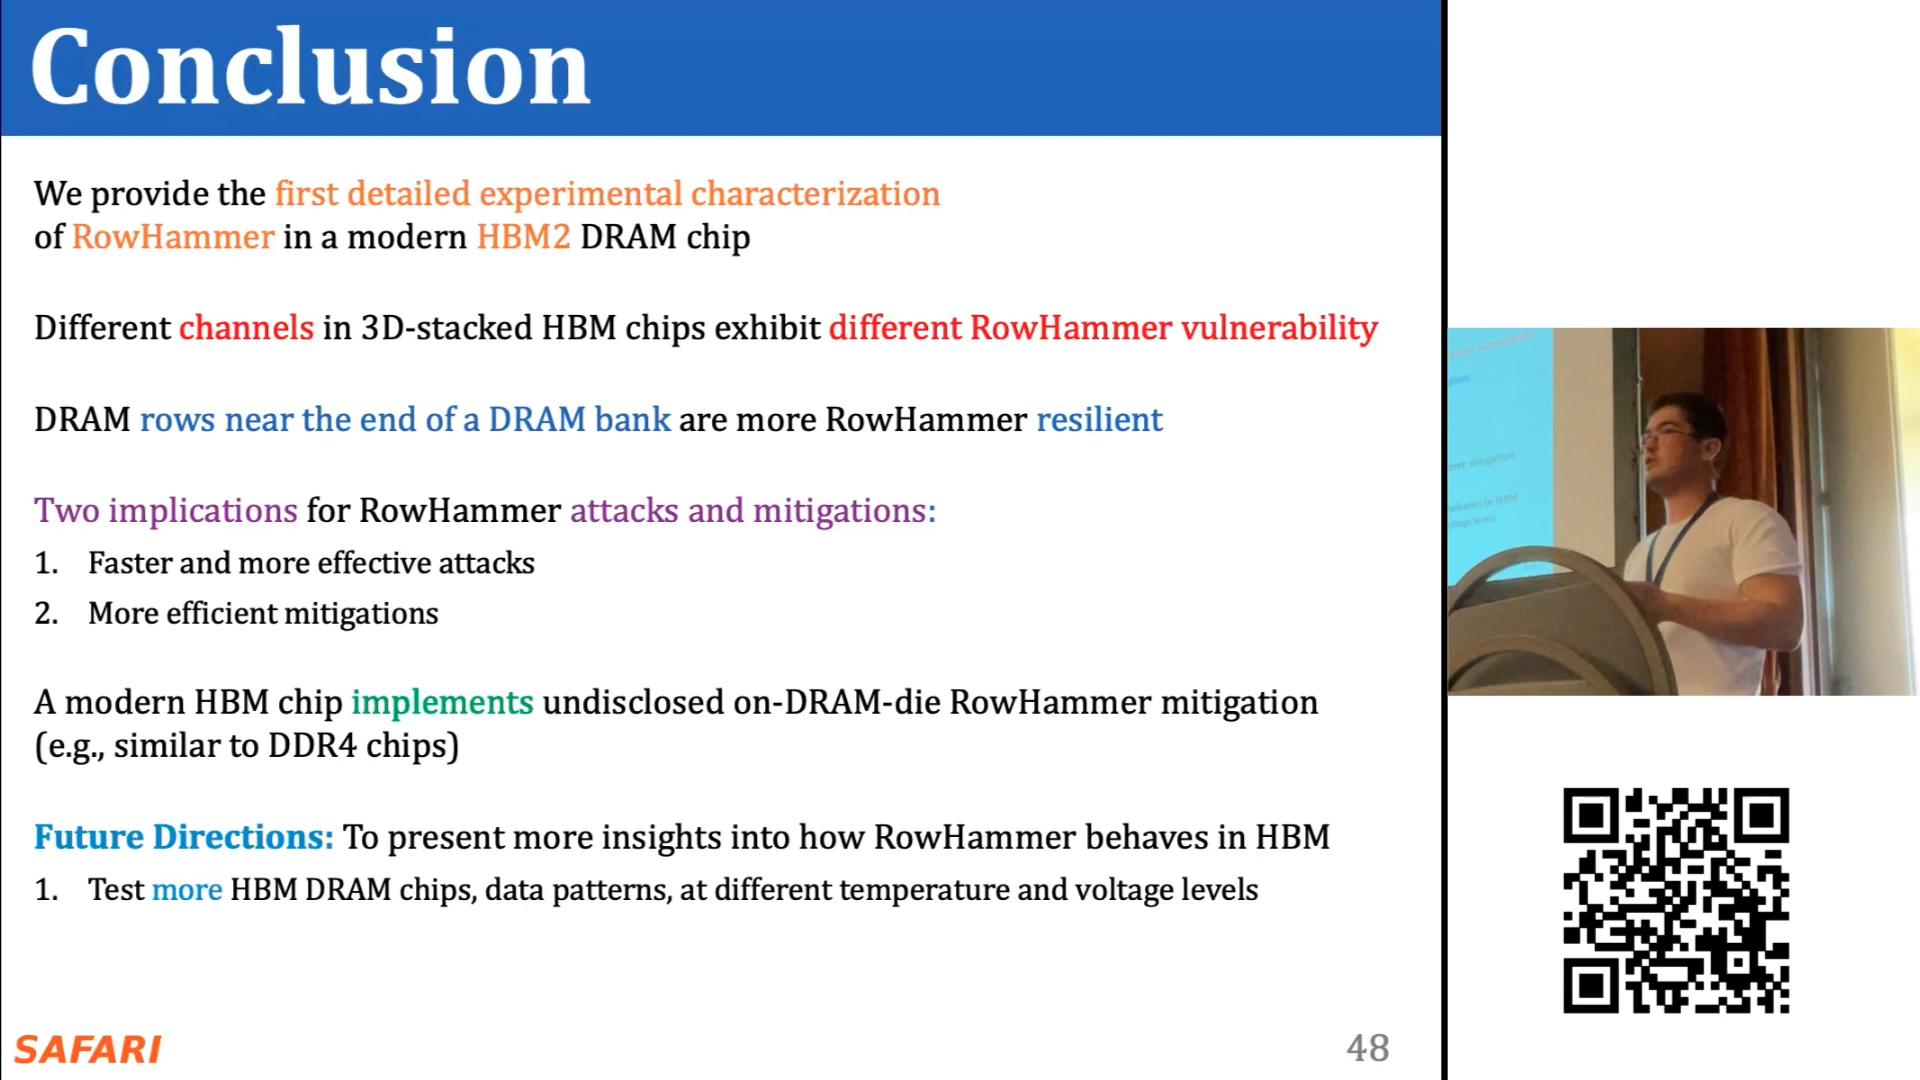 Conclusion
We provide the first detailed experimental characterization
of RowHammer in a modern HBM2 DRAM chip
Different channels in 3D-stacked HBM chips exhibit different RowHammer vulnerability
DRAM rows near the end of a DRAM bank are more RowHammer resilient
Two implications for RowHammer attacks and mitigations:
1. Faster and more effective attacks
2. More efficient mitigations
A modern HBM chip implements undisclosed on-DRAM-die RowHammer mitigation
(e.g., similar to DDR4 chips)
Future Directions: To present more insights into how RowHammer behaves in HBM
1. Test more HBM DRAM chips, data patterns, at different temperature and voltage levels
SAFARI
48
mitigation
behaves in HBM
levels